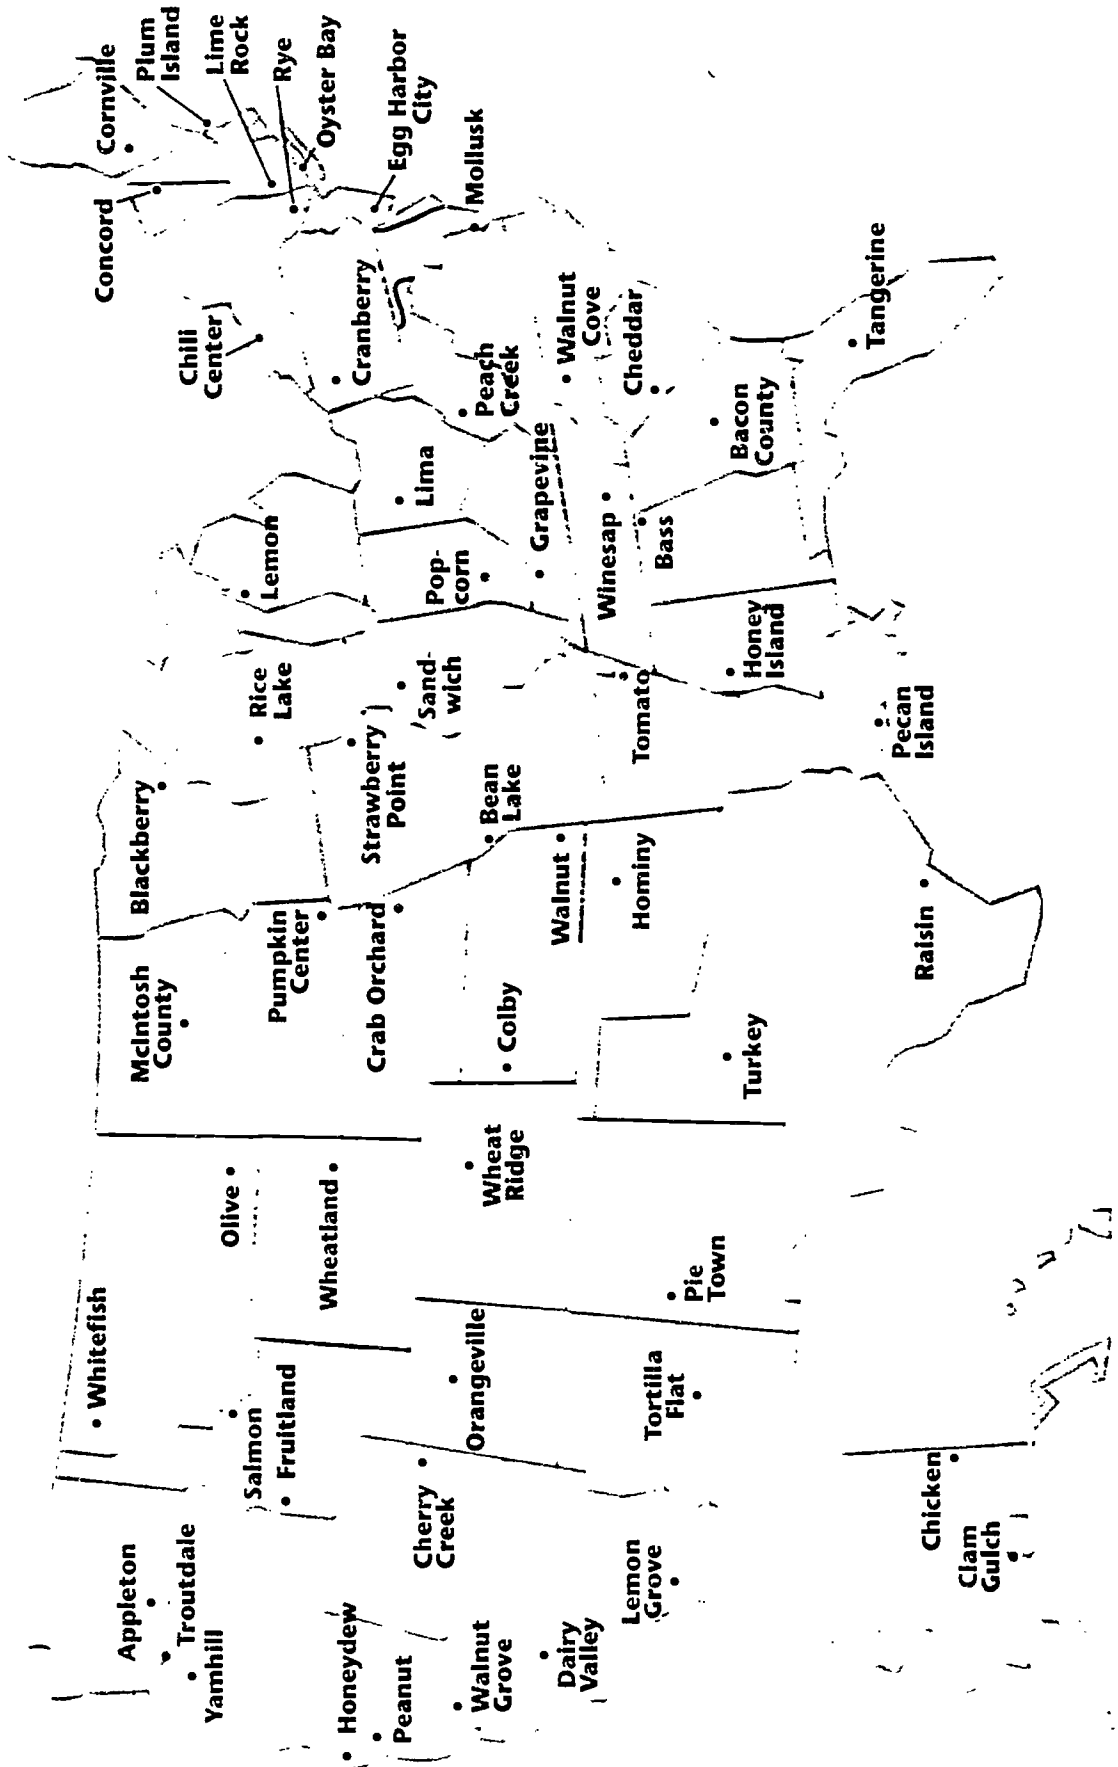 Cornville
Plum
Island
Lime
Rock
Rye
Oyster Bay
Egg Harbor
City
Mollusk
Concord
Chili
Center
Cranberry
Peach
Creek
Walnut
Cove
Cheddar
Tangerine
Bacon
County
Lemon
Lima
Pop-
corn
Grapevine
Winesap
Bass
Honey
Island
Rice
Lake
Sand-
wich
Tomato
Pecan
Island
Blackberry
Strawberry
Point
Bean
Lake
Walnut
Hominy
Raisin
McIntosh
County
Pumpkin
Center
Crab Orchard
Colby
Turkey
Whitefish
Olive
Wheatland
Wheat
Ridge
Pie
Town
Salmon
Fruitland
Orangeville
Tortilla
Flat
Cherry
Creek
Chicken
Clam
Gulch
Appleton
Troutdale
Yamhill
Honeydew
Peanut
Walnut
Grove
Dairy
Valley
Lemon
Grove